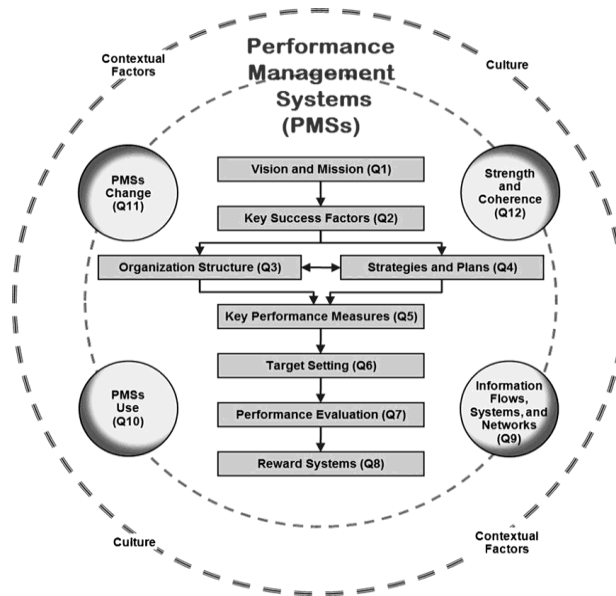 Performance
Management
Systems
(PMSs)
Contextual
Factors
Culture
Vision and Mission (Q1)
PMSs
Change
(Q11)
Strength
and
Coherence
(Q12)
Key Success Factors (Q2)
Organization Structure (Q3)
Strategies and Plans (Q4)
Key Performance Measures (Q5)
Target Setting (Q6)
PMSs
Use
(Q10)
Information
Flows,
Systems, and
Networks
(Q9)
Performance Evaluation (Q7)
Reward Systems (Q8)
Culture
Contextual
Factors